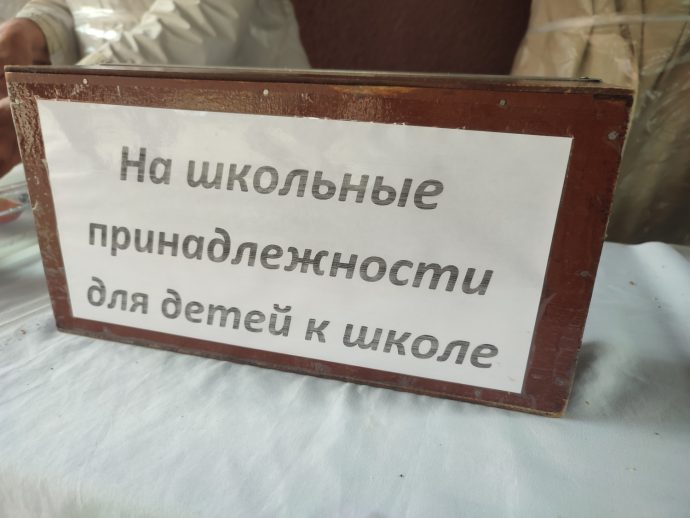 На школьные
принадлежности
для детей к школе